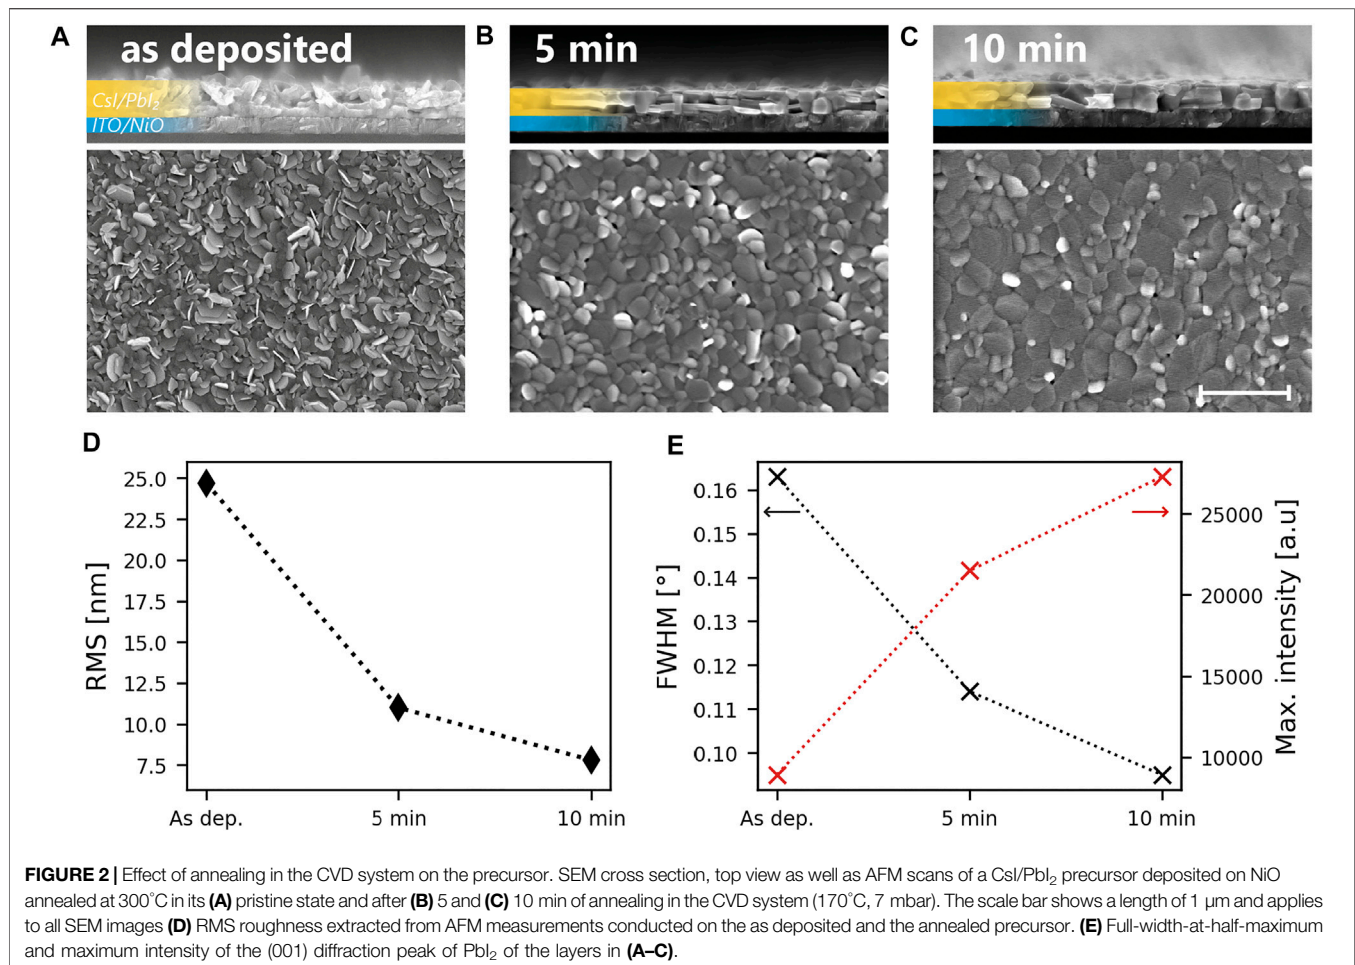 A
as deposited
CsI/PbI₂
ITO/NiO
B
5 min
C
10 min
D
25.0
22.5
20.0
17.5
15.0
12.5
10.0
7.5
RMS [nm]
As dep.
5 min
10 min
E
0.16
0.15
0.14
0.13
0.12
0.11
0.10
FWHM [°]
25000
20000
15000
10000
Max. intensity [a.u]
As dep.
5 min
10 min
FIGURE 2 | Effect of annealing in the CVD system on the precursor. SEM cross section, top view as well as AFM scans of a CsI/PbI₂ precursor deposited on NiO
annealed at 300°C in its (A) pristine state and after (B) 5 and (C) 10 min of annealing in the CVD system (170°C, 7 mbar). The scale bar shows a length of 1 μm and applies
to all SEM images (D) RMS roughness extracted from AFM measurements conducted on the as deposited and the annealed precursor. (E) Full-width-at-half-maximum
and maximum intensity of the (001) diffraction peak of PbI₂ of the layers in (A–C).